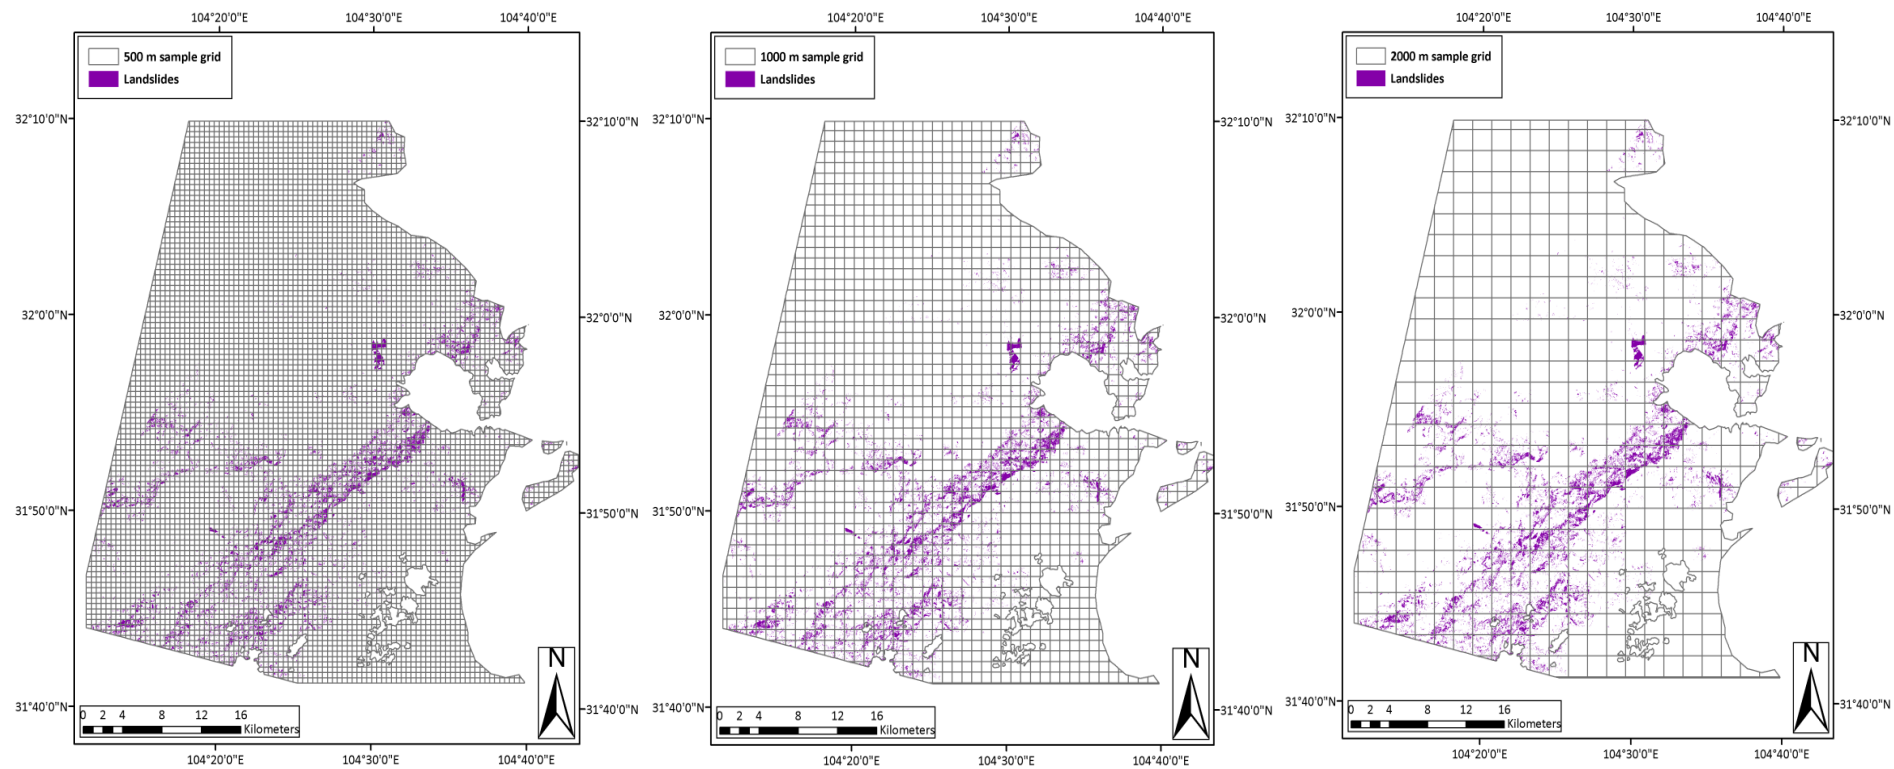 104°20'0"E 104°30'0"E 104°40'0"E
500 m sample grid
Landslides
32°10'0"N 32°10'0"N
32°0'0"N 32°0'0"N
31°50'0"N 31°50'0"N
31°40'0"N 31°40'0"N
N
0 2 4 8 12 16
Kilometers
104°20'0"E 104°30'0"E 104°40'0"E
104°20'0"E 104°30'0"E 104°40'0"E
1000 m sample grid
Landslides
32°10'0"N 32°10'0"N
32°0'0"N 32°0'0"N
31°50'0"N 31°50'0"N
31°40'0"N 31°40'0"N
N
0 2 4 8 12 16
Kilometers
104°20'0"E 104°30'0"E 104°40'0"E
104°20'0"E 104°30'0"E 104°40'0"E
2000 m sample grid
Landslides
32°10'0"N 32°10'0"N
32°0'0"N 32°0'0"N
31°50'0"N 31°50'0"N
31°40'0"N 31°40'0"N
N
0 2 4 8 12 16
Kilometers
104°20'0"E 104°30'0"E 104°40'0"E